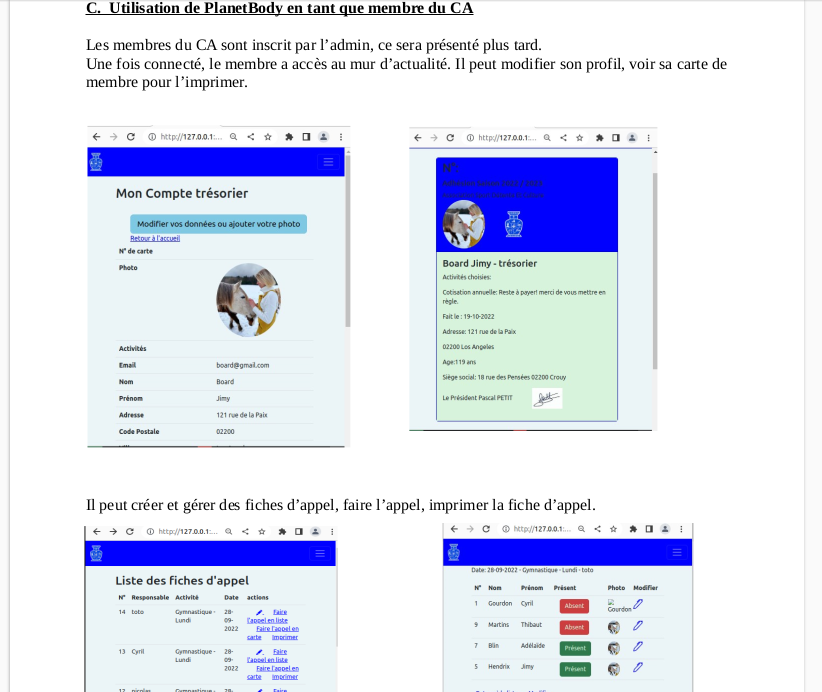 C. Utilisation de PlanetBody en tant que membre du CA
Les membres du CA sont inscrit par l'admin, ce sera présenté plus tard.
Une fois connecté, le membre a accès au mur d'actualité. Il peut modifier son profil, voir sa carte de
membre pour l'imprimer.
http://127.0.0.1:...
Mon Compte trésorier
Modifier vos données ou ajouter votre photo
Retour à l'accueil
N° de carte
Photo
Activités
Email board@gmail.com
Nom Board
Prénom Jimy
Adresse 121 rue de la Paix
Code Postale 02200
http://127.0.0.1:...
N°:
Board Jimy - trésorier
Activités choisies:
Cotisation annuelle: Reste à payer! merci de vous mettre en
règle.
Fait le : 19-10-2022
Adresse: 121 rue de la Paix
02200 Los Angeles
Age:119 ans
Siège social: 18 rue des Pensées 02200 Crouy
Le Président Pascal PETIT
Il peut créer et gérer des fiches d'appel, faire l'appel, imprimer la fiche d'appel.
http://127.0.0.1:...
Liste des fiches d'appel
N° Responsable Activité Date actions
14 toto Gymnastique - 28- Faire
Lundi 09- l'appel en liste
2022 Faire l'appel en
carte Imprimer
13 Cyril Gymnastique - 28- Faire
Lundi 09- l'appel en liste
2022 Faire l'appel en
carte Imprimer
12 nicolas Gymnastique - 28- Faire
http://127.0.0.1:...
Date: 28-09-2022 - Gymnastique - Lundi - toto
N° Nom Prénom Présent Photo Modifier
1 Gourdon Cyril Absent Gourdon
9 Martins Thibaut Absent
7 Blin Adélaide Présent
5 Hendrix Jimy Présent